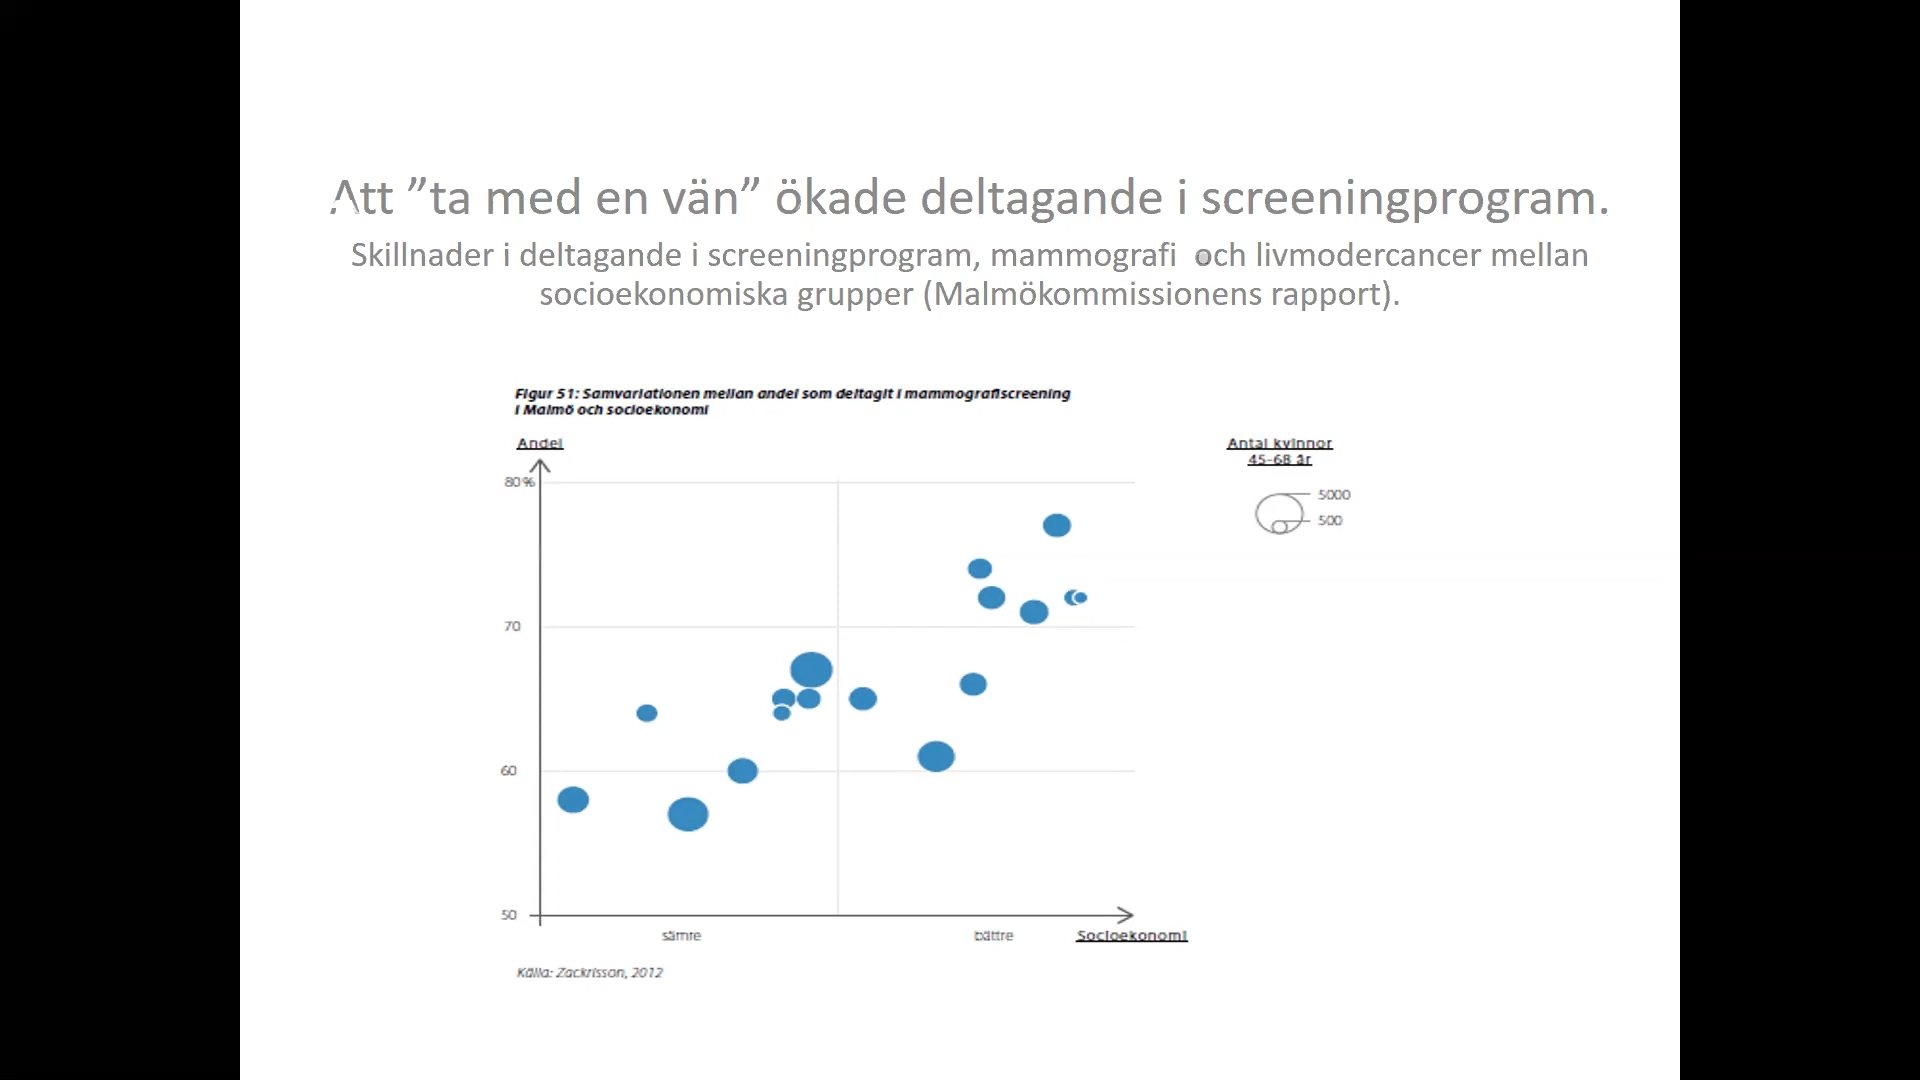 Att ”ta med en vän” ökade deltagande i screeningprogram.
Skillnader i deltagande i screeningprogram, mammografi och livmodercancer mellan
socioekonomiska grupper (Malmökommissionens rapport).
Figur 51: Samvariationen mellan andel som deltagit i mammografiscreening
i Malmö och socioekonomi
Andel
Antal kvinnor
45-68 år
80%
5000
500
70
60
50
sämre
bättre
Socioekonomi
Källa: Zackrisson, 2012